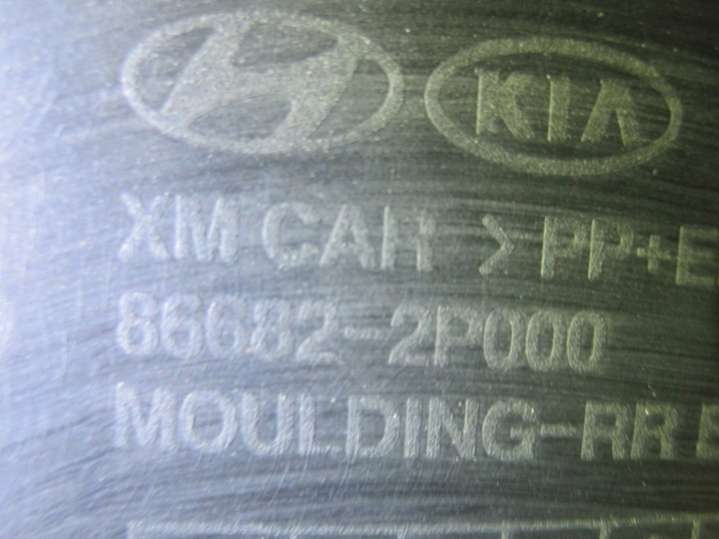 KIA
XM CAR >PP+E
86682-2P000
MOULDING-RR